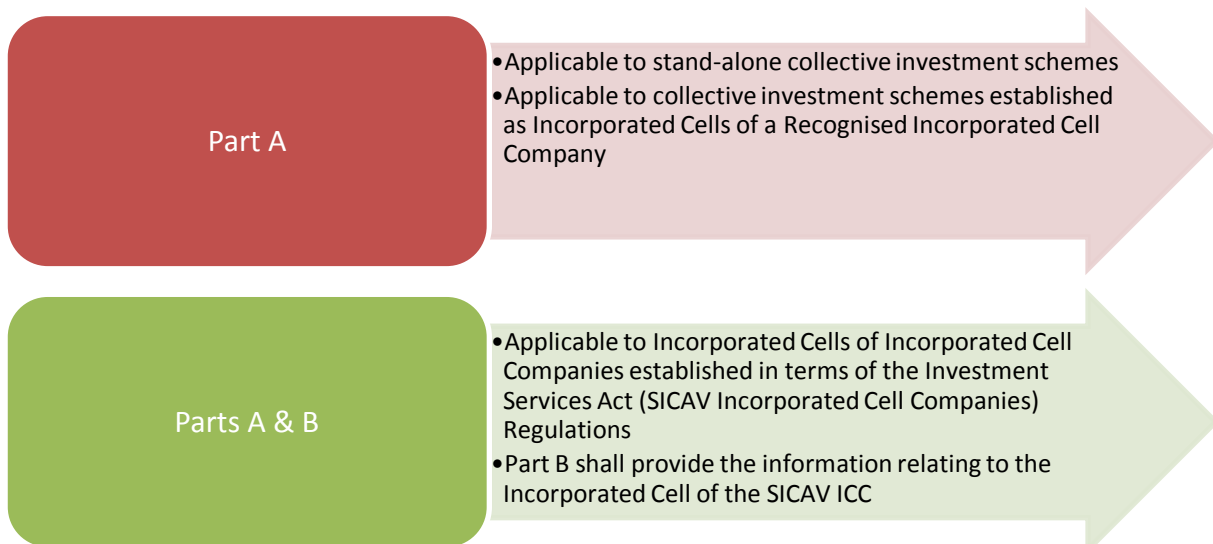 Part A
•Applicable to stand-alone collective investment schemes
•Applicable to collective investment schemes established
as Incorporated Cells of a Recognised Incorporated Cell
Company
Parts A & B
•Applicable to Incorporated Cells of Incorporated Cell
Companies established in terms of the Investment
Services Act (SICAV Incorporated Cell Companies)
Regulations
•Part B shall provide the information relating to the
Incorporated Cell of the SICAV ICC